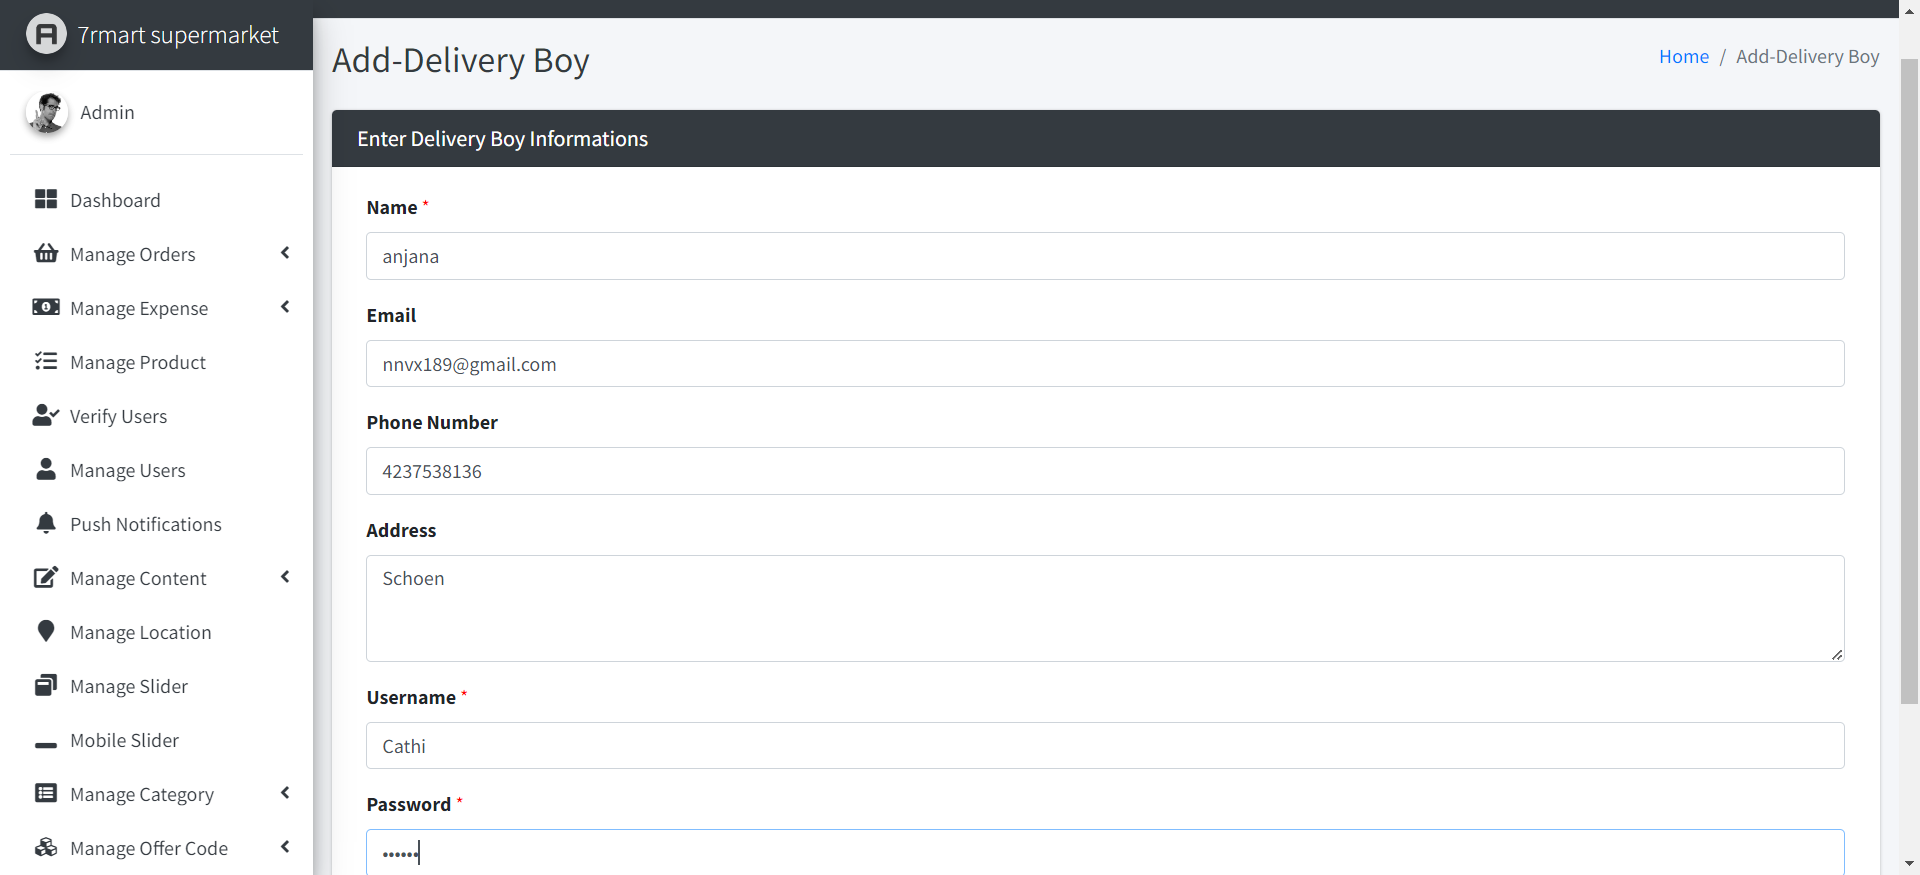 7rmart supermarket
Admin
Dashboard
Manage Orders
Manage Expense
Manage Product
Verify Users
Manage Users
Push Notifications
Manage Content
Manage Location
Manage Slider
Mobile Slider
Manage Category
Manage Offer Code
Add-Delivery Boy
Home / Add-Delivery Boy
Enter Delivery Boy Informations
Name *
anjana
Email
nnvx189@gmail.com
Phone Number
4237538136
Address
Schoen
Username *
Cathi
Password *
••••••